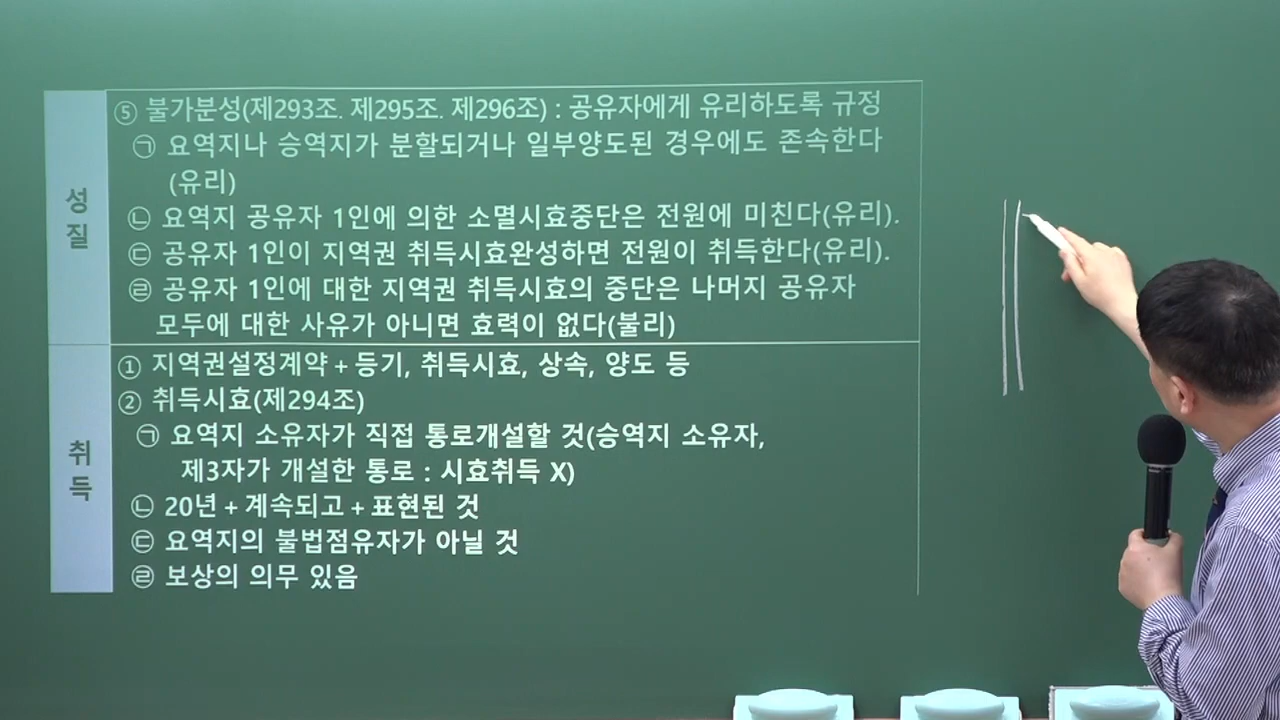 성질
⑤ 불가분성(제293조. 제295조. 제296조) : 공유자에게 유리하도록 규정
㉠ 요역지나 승역지가 분할되거나 일부양도된 경우에도 존속한다
(유리)
㉡ 요역지 공유자 1인에 의한 소멸시효중단은 전원에 미친다(유리).
㉢ 공유자 1인이 지역권 취득시효완성하면 전원이 취득한다(유리).
㉣ 공유자 1인에 대한 지역권 취득시효의 중단은 나머지 공유자
모두에 대한 사유가 아니면 효력이 없다(불리)
취득
① 지역권설정계약 + 등기, 취득시효, 상속, 양도 등
② 취득시효(제294조)
㉠ 요역지 소유자가 직접 통로개설할 것(승역지 소유자,
제3자가 개설한 통로 : 시효취득 X)
㉡ 20년 + 계속되고 + 표현된 것
㉢ 요역지의 불법점유자가 아닐 것
㉣ 보상의 의무 있음